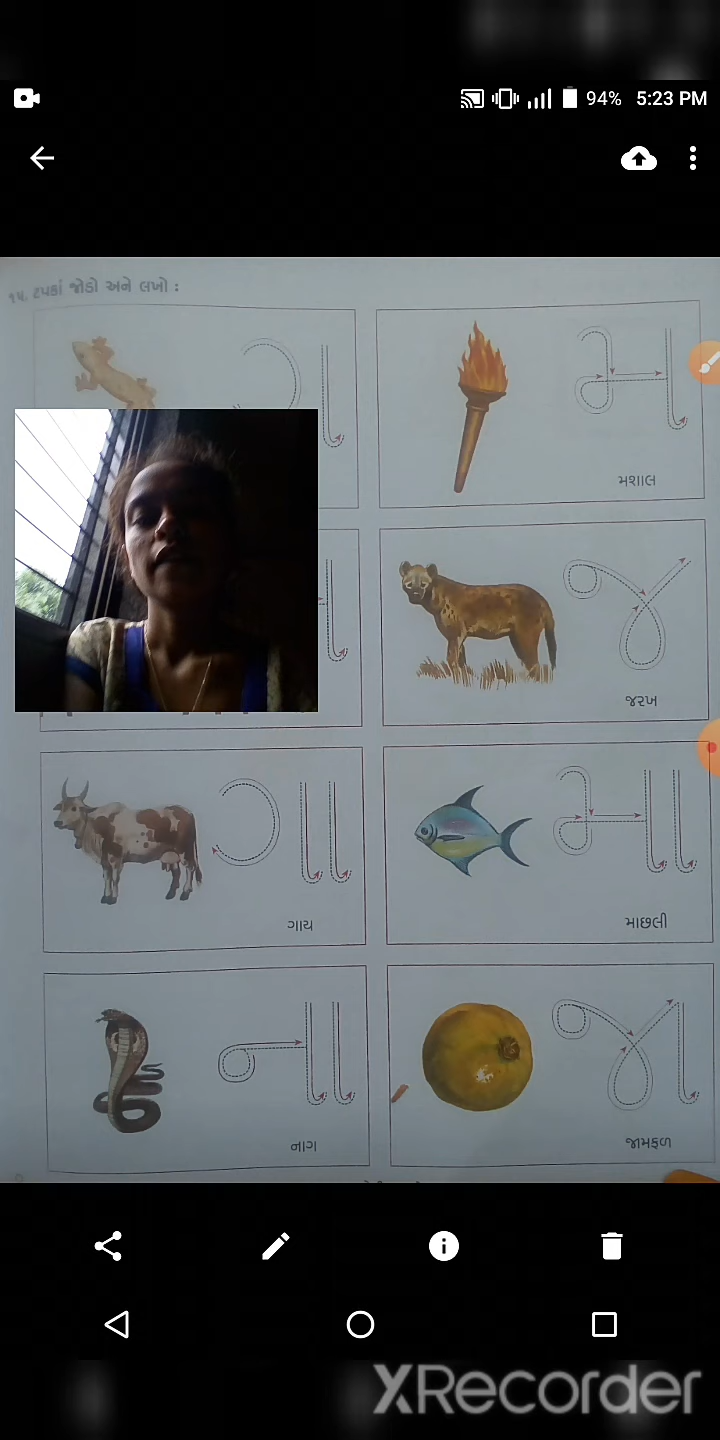 94% 5:23 PM
૧૫. ટપકાં જોડો અને લખો :
ગ
મ
મશાલ
જ
જરખ
ગા
ગાય
મા
માછલી
ના
નાગ
જા
જામફળ
XRecorder